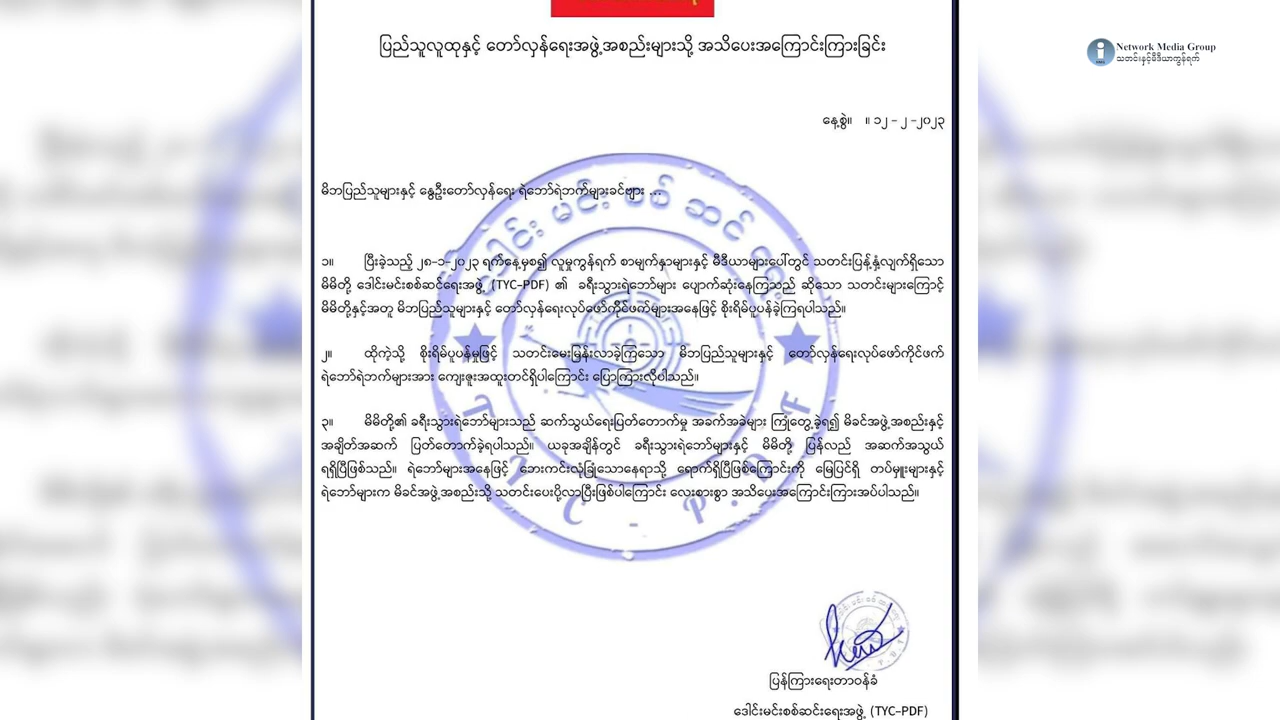 ပြည်သူလူထုနှင့် တော်လှန်ရေးအဖွဲ့အစည်းများသို့ အသိပေးအကြောင်းကြားခြင်း
Network Media Group
သတင်းနှင့်မီဒီယာကွန်ရက်
နေ့စွဲ။ ။ ၁၂ – ၂ –၂၀၂၃
မိဘပြည်သူများနှင့် နွေဦးတော်လှန်ရေး ရဲဘော်ရဲဘက်များခင်ဗျား ...
၁။ ပြီးခဲ့သည့် ၂၈-၁-၂၀၂၃ ရက်နေ့မှစ၍ လူမှုကွန်ရက် စာမျက်နှာများနှင့် မီဒီယာများပေါ်တွင် သတင်းပြန့်နှံ့လျက်ရှိသော
မိမိတို့ ဒေါင်းမင်းစစ်ဆင်ရေးအဖွဲ့ (TYC–PDF) ၏ ခရီးသွားရဲဘော်များ ပျောက်ဆုံးနေကြသည် ဆိုသော သတင်းများကြောင့်
မိမိတို့နှင့်အတူ မိဘပြည်သူများနှင့် တော်လှန်ရေးလုပ်ဖော်ကိုင်ဖက်များအနေဖြင့် စိုးရိမ်ပူပန်ခဲ့ကြရပါသည်။
၂။ ထိုကဲ့သို့ စိုးရိမ်ပူပန်မှုဖြင့် သတင်းမေးမြန်းလာခဲ့ကြသော မိဘပြည်သူများနှင့် တော်လှန်ရေးလုပ်ဖော်ကိုင်ဖက်
ရဲဘော်ရဲဘက်များအား ကျေးဇူးအထူးတင်ရှိပါကြောင်း ပြောကြားလိုပါသည်။
၃။ မိမိတို့၏ ခရီးသွားရဲဘော်များသည် ဆက်သွယ်ရေးပြတ်တောက်မှု အခက်အခဲများ ကြုံတွေ့ခဲ့ရ၍ မိခင်အဖွဲ့အစည်းနှင့်
အချိတ်အဆက် ပြတ်တောက်ခဲ့ရပါသည်။ ယခုအချိန်တွင် ခရီးသွားရဲဘော်များနှင့် မိမိတို့ ပြန်လည် အဆက်အသွယ်
ရရှိပြီဖြစ်သည်။ ရဲဘော်များအနေဖြင့် ဘေးကင်းလုံခြုံသောနေရာသို့ ရောက်ရှိပြီဖြစ်ကြောင်းကို မြေပြင်ရှိ တပ်မှူးများနှင့်
ရဲဘော်များက မိခင်အဖွဲ့အစည်းသို့ သတင်းပေးပို့လာပြီးဖြစ်ပါကြောင်း လေးစားစွာ အသိပေးအကြောင်းကြားအပ်ပါသည်။
ဒေါင်း မင်း စစ် ဆင် ရေး
T Y C - P. D F
ပြန်ကြားရေးတာဝန်ခံ
ဒေါင်းမင်းစစ်ဆင်းရေးအဖွဲ့ (TYC–PDF)